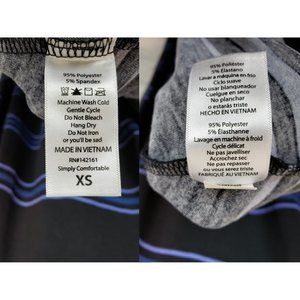 95% Polyester
5% Spandex
Machine Wash Cold
Gentle Cycle
Do Not Bleach
Hang Dry
Do Not Iron
or you'll be sad!
MADE IN VIETNAM
RN#142161
Simply Comfortable
XS
95% Poliéster
5% Elastano
Lavar a máquina en frio
Ciclo suave
No usar blanqueador
Cuelgue en seco
No planchar
o estarás triste
HECHO EN VIETNAM
95% Polyester
5% Élasthanne
Lavage en machine à froid
Cycle délicat
Ne pas javelliser
Accrochez sec
Ne pas repasser
ou vous serez triste
FABRIQUÉ AU VIETNAM